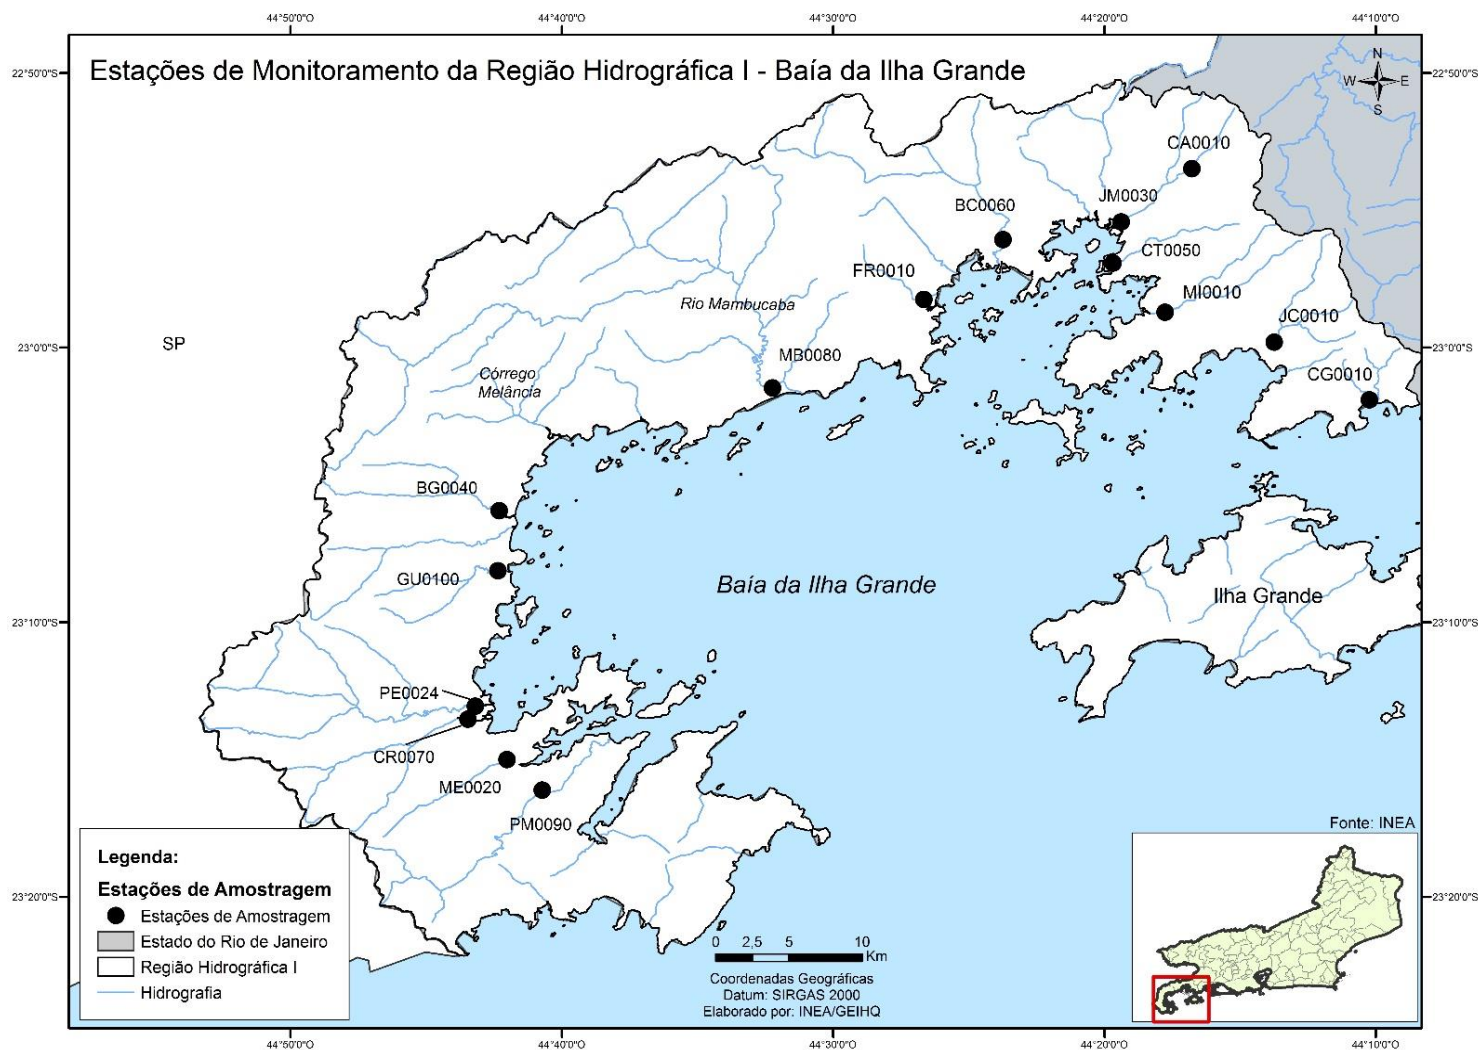 44°50'0"O
44°40'0"O
44°30'0"O
44°20'0"O
44°10'0"O
22°50'0"S
Estações de Monitoramento da Região Hidrográfica I - Baía da Ilha Grande
N
W
E
S
22°50'0"S
CA0010
JM0030
BC0060
CT0050
FR0010
MI0010
Rio Mambucaba
JC0010
SP
23°0'0"S
23°0'0"S
MB0080
Córrego
Melância
CG0010
BG0040
GU0100
Baía da Ilha Grande
Ilha Grande
23°10'0"S
23°10'0"S
PE0024
CR0070
ME0020
PM0090
Fonte: INEA
Legenda:
Estações de Amostragem
Estações de Amostragem
Estado do Rio de Janeiro
Região Hidrográfica I
Hidrografia
23°20'0"S
23°20'0"S
0 2,5 5 10
Km
Coordenadas Geográficas
Datum: SIRGAS 2000
Elaborado por: INEA/GEIHQ
44°50'0"O
44°40'0"O
44°30'0"O
44°20'0"O
44°10'0"O